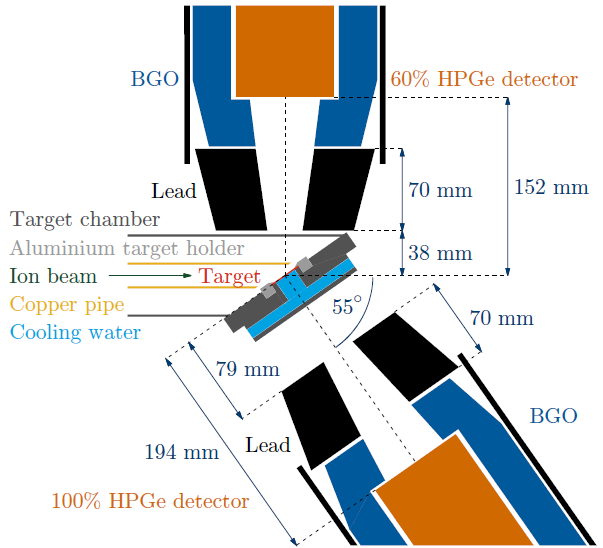 BGO
60% HPGe detector
Lead
70 mm
152 mm
Target chamber
Aluminium target holder
38 mm
Ion beam
Target
Copper pipe
55°
Cooling water
70 mm
79 mm
BGO
Lead
194 mm
100% HPGe detector